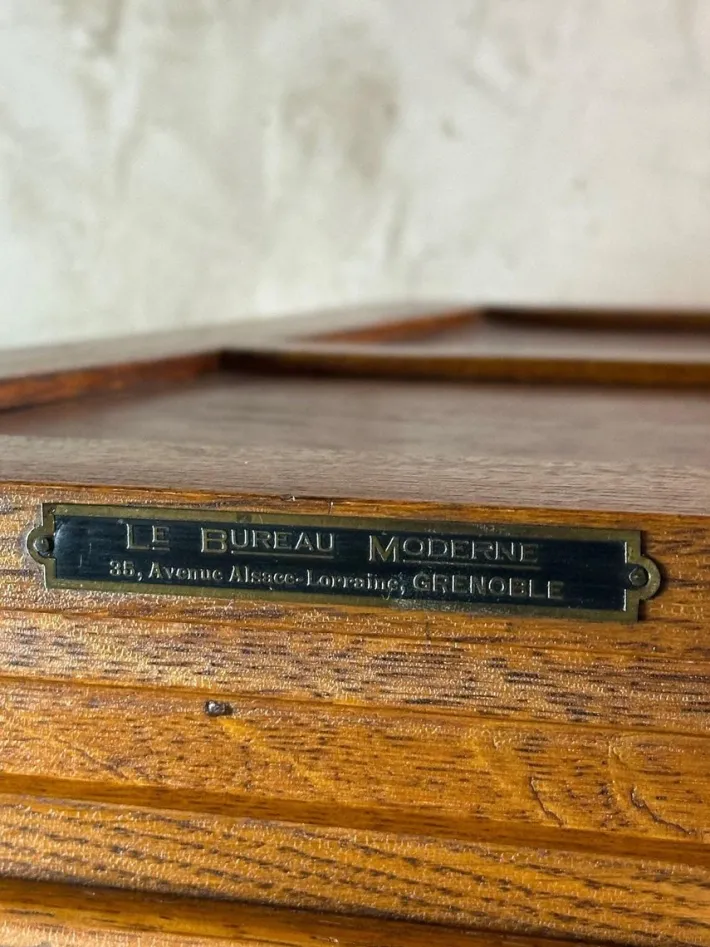 LE BUREAU MODERNE
35, Avenue Alsace-Lorraine, GRENOBLE